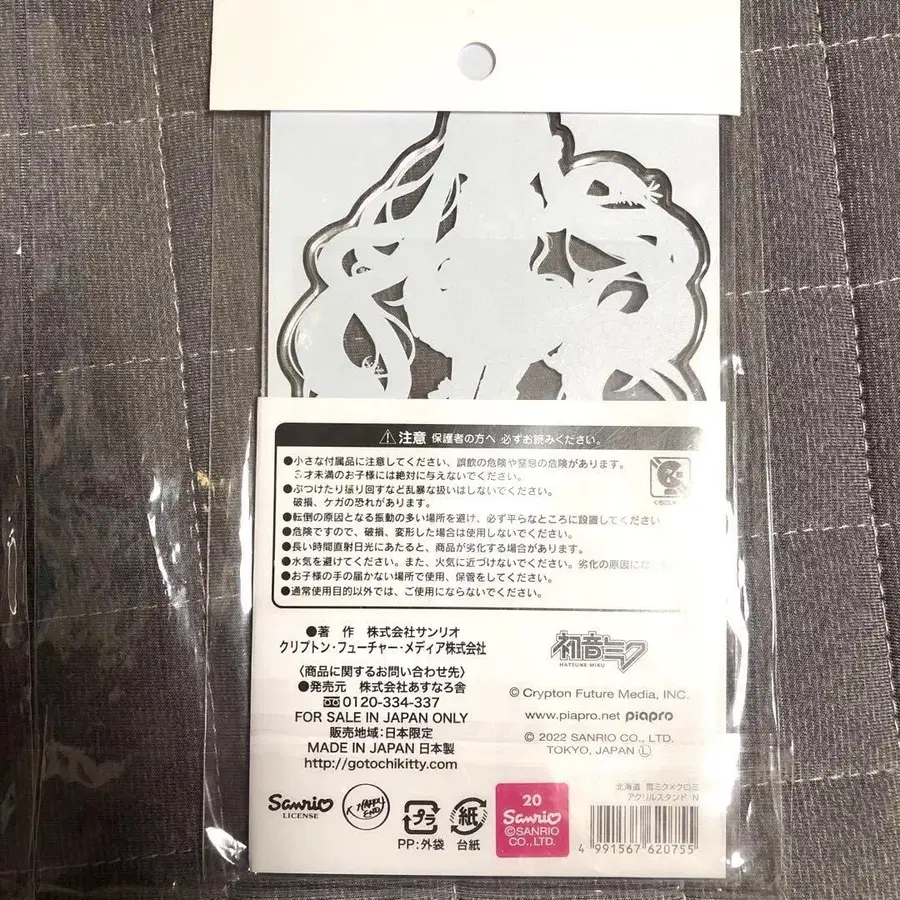 ⚠注意 保護者の方へ 必ずお読みください。
●小さな付属品に注意してください、誤飲の危険や窒息の危険があります。
3才未満のお子様には絶対に与えないでください。
●ぶつけたり振り回すなど乱暴な扱いはしないでください。
破損、ケガの恐れがあります。
●転倒の原因となる振動の多い場所を避け、必ず平らなところに設置してください
●危険ですので、破損、変形した場合は使用しないでください。
●長い時間直射日光にあたると、商品が劣化する場合があります。
●水気を避けてください。また、火気に近づけないでください。劣化の原因にな
●お子様の手の届かない場所で使用、保管をしてください。
●通常使用目的以外では、ご使用にならないでください。
●著 作 株式会社サンリオ
クリプトン・フューチャー・メディア株式会社
〈商品に関するお問い合わせ先〉
●発売元 株式会社あすなろ舎
0120-334-337
FOR SALE IN JAPAN ONLY
販売地域:日本限定
MADE IN JAPAN 日本製
http://gotochikitty.com
初音ミク
HATSUNE MIKU
© Crypton Future Media, INC.
www.piapro.net piapro
© 2022 SANRIO CO., LTD.
TOKYO, JAPAN Ⓛ
Sanrio
LICENSE
HAPPY END
プラ
PP:外袋
紙
台紙
20
Sanrio
©SANRIO
CO., LTD.
北海道 雪ミク×クロミ
アクリルスタンド N
4 991567 620755